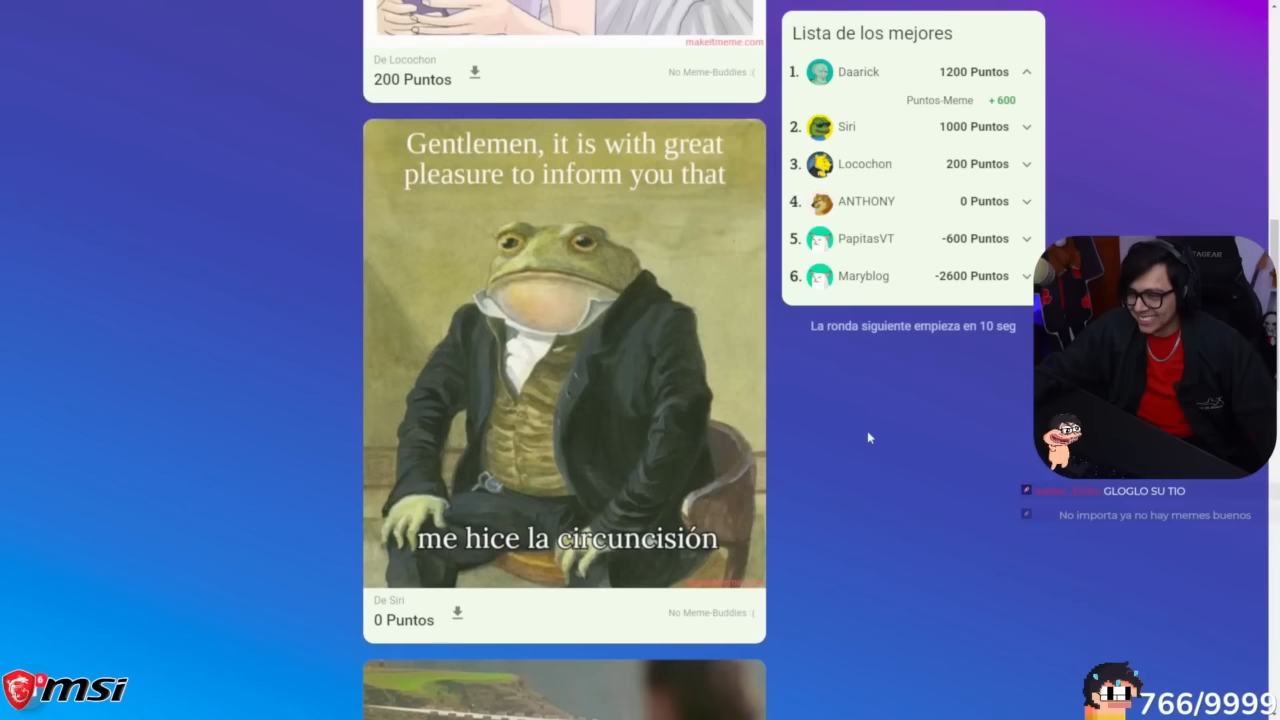 makeitmeme.com
De Locochon
200 Puntos
No Meme-Buddies :(
Gentlemen, it is with great
pleasure to inform you that
me hice la circuncisión
De Siri
0 Puntos
No Meme-Buddies :(
Lista de los mejores
1. Daarick 1200 Puntos
Puntos-Meme + 600
2. Siri 1000 Puntos
3. Locochon 200 Puntos
4. ANTHONY 0 Puntos
5. PapitasVT -600 Puntos
6. Maryblog -2600 Puntos
La ronda siguiente empieza en 10 seg
TAGEAR
GLOGLO SU TIO
No importa ya no hay memes buenos
msi
766/9999